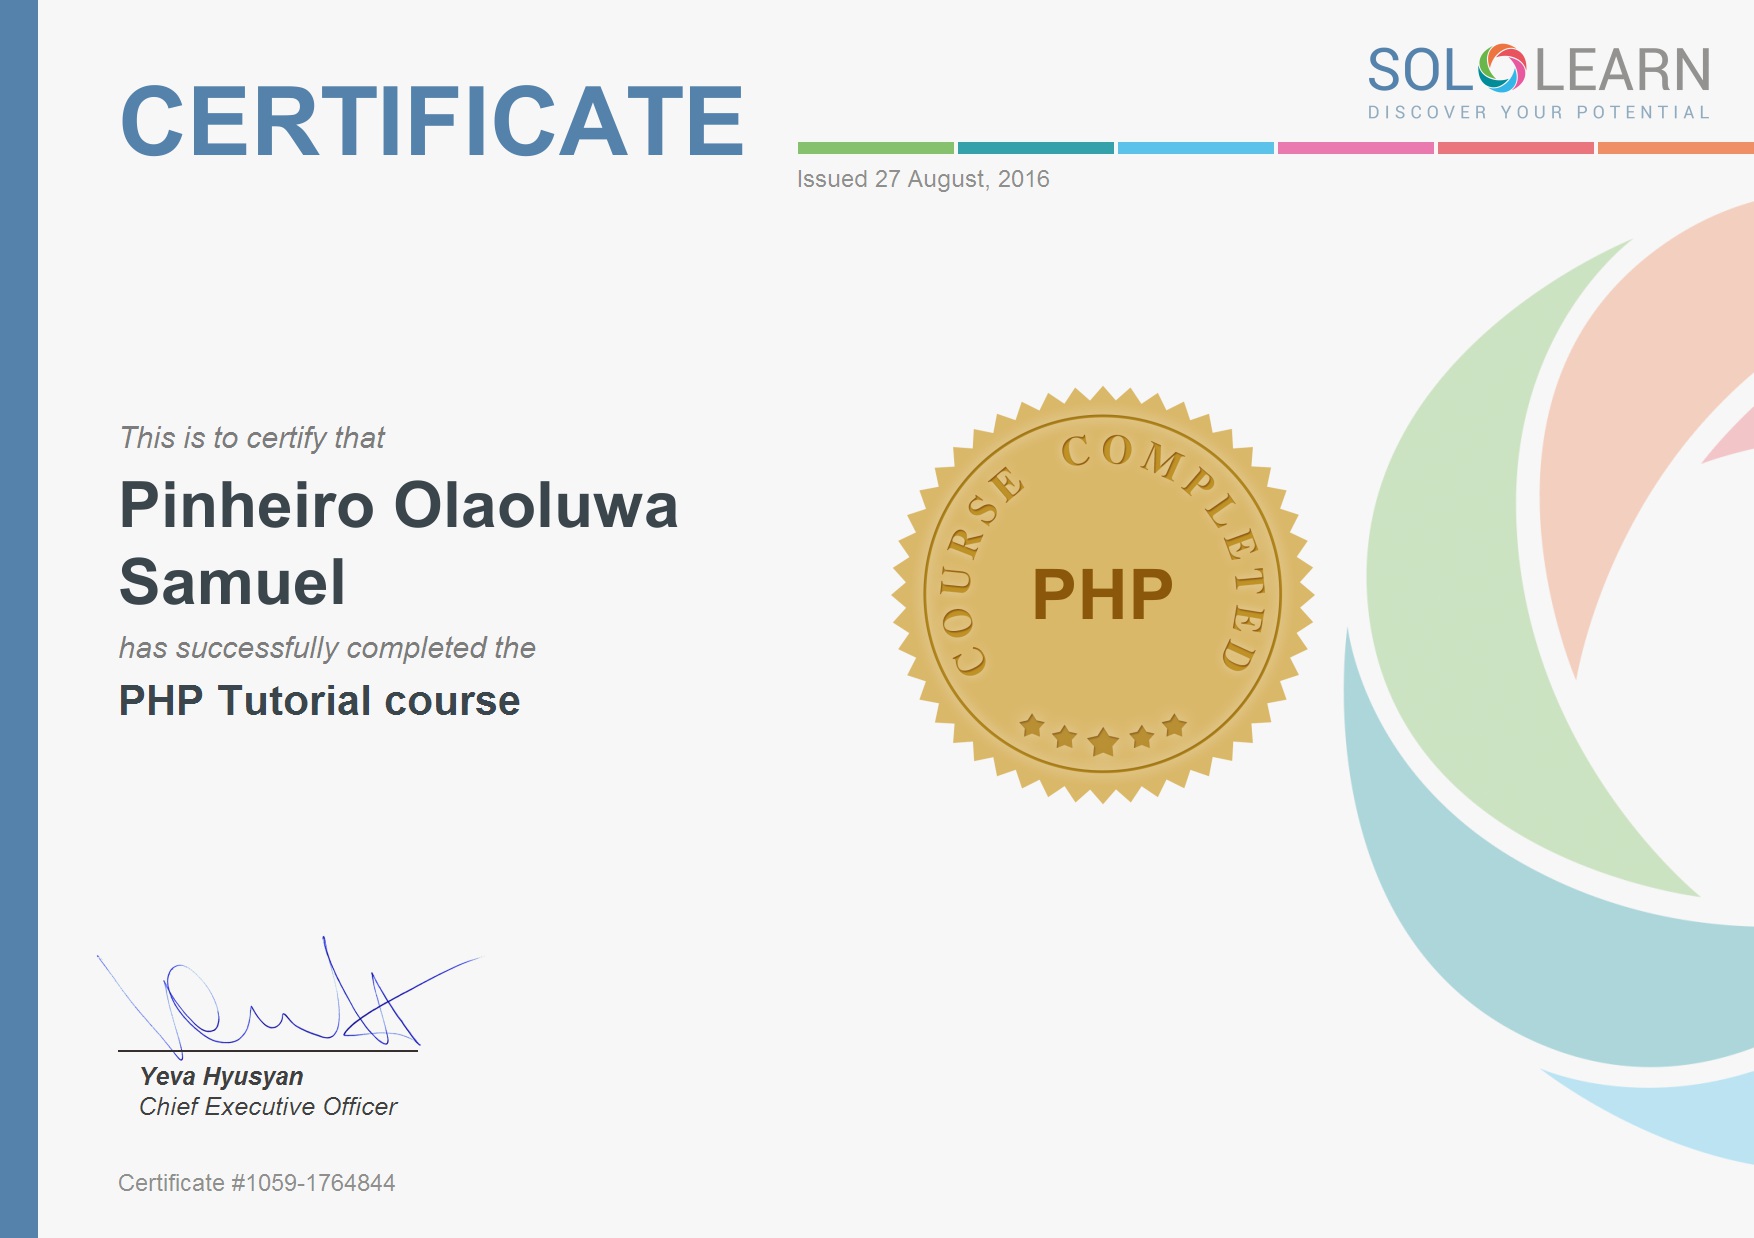 CERTIFICATE
SOLOLEARN
DISCOVER YOUR POTENTIAL
Issued 27 August, 2016
This is to certify that
Pinheiro Olaoluwa
Samuel
has successfully completed the
PHP Tutorial course
COURSE COMPLETED
PHP
Yeva Hyusyan
Chief Executive Officer
Certificate #1059-1764844